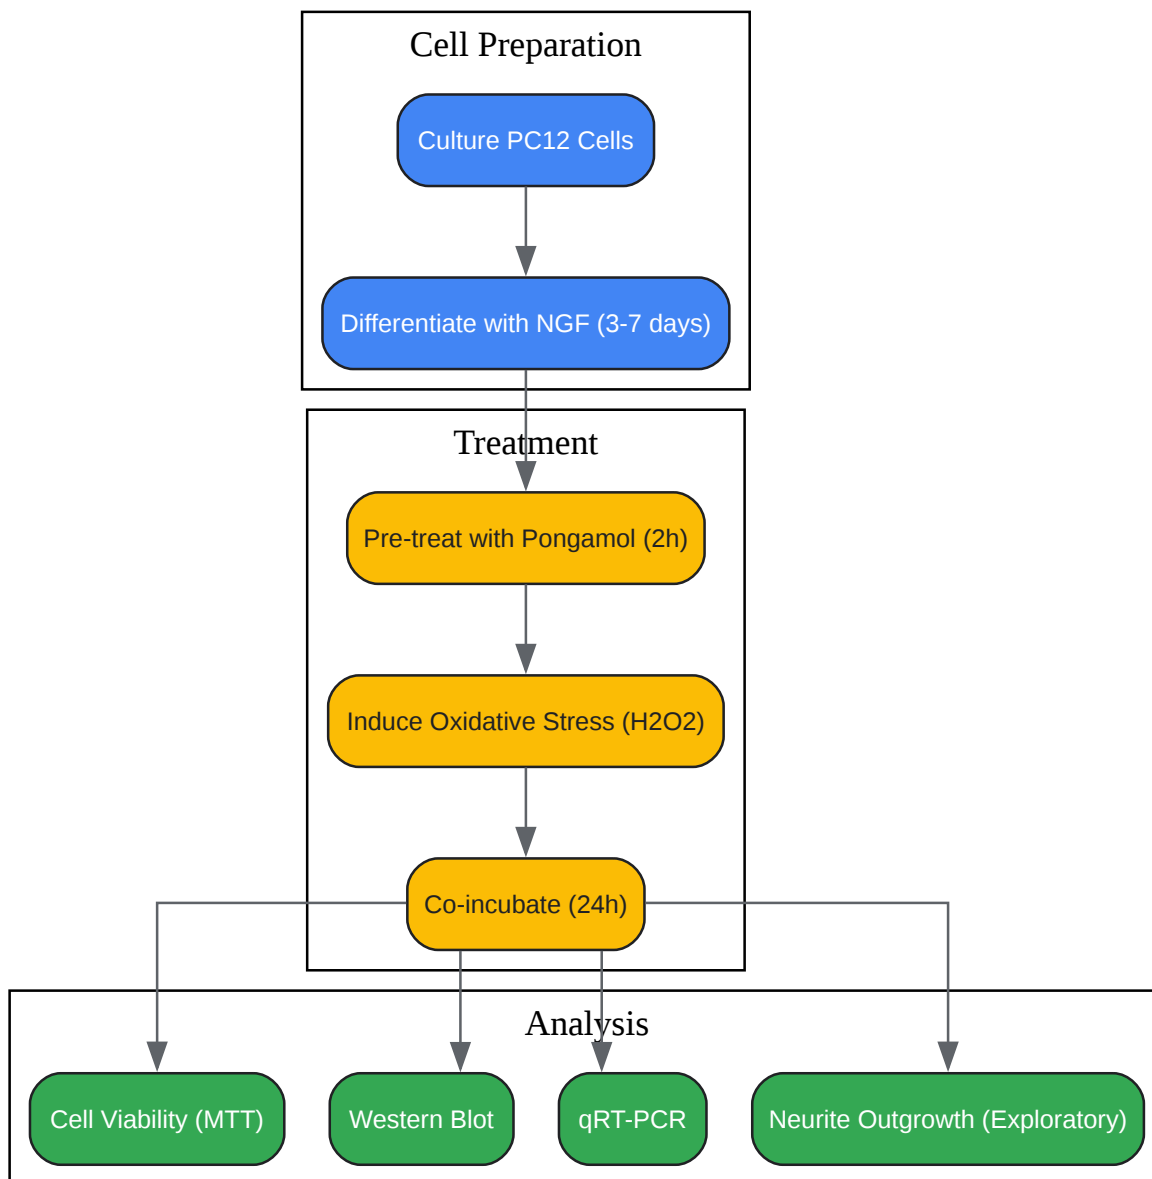 Cell Preparation
Culture PC12 Cells
Differentiate with NGF (3-7 days)
Treatment
Pre-treat with Pongamol (2h)
Induce Oxidative Stress (H2O2)
Co-incubate (24h)
Analysis
Cell Viability (MTT)
Western Blot
qRT-PCR
Neurite Outgrowth (Exploratory)